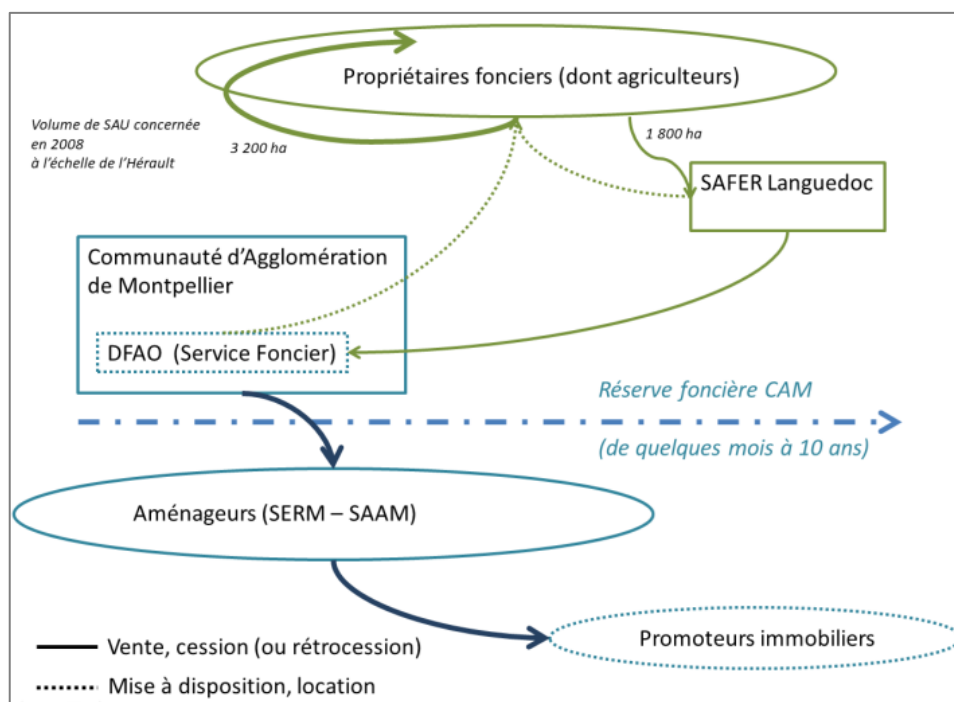 Propriétaires fonciers (dont agriculteurs)
Volume de SAU concernée
en 2008
à l'échelle de l'Hérault
3 200 ha
1 800 ha
SAFER Languedoc
Communauté d'Agglomération
de Montpellier
DFAO (Service Foncier)
Réserve foncière CAM
(de quelques mois à 10 ans)
Aménageurs (SERM – SAAM)
Promoteurs immobiliers
Vente, cession (ou rétrocession)
Mise à disposition, location